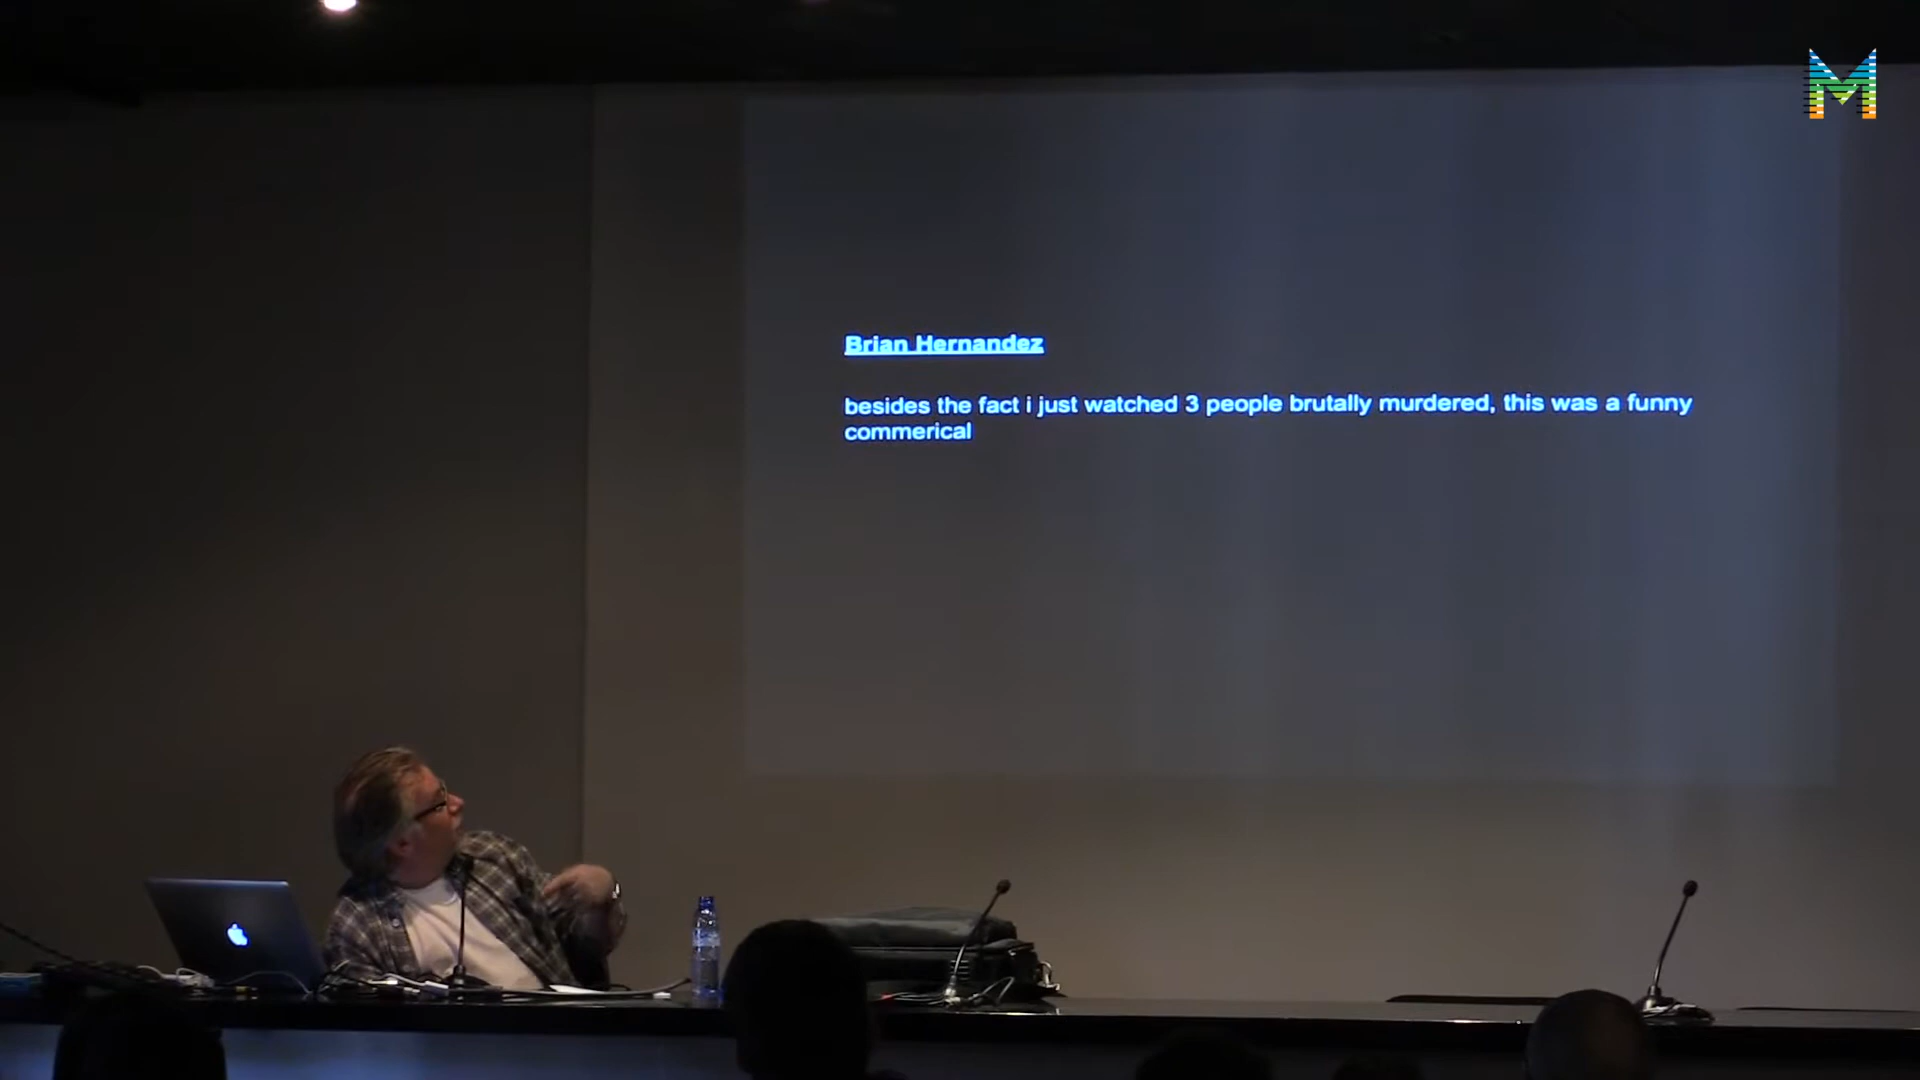 Brian Hernandez
besides the fact i just watched 3 people brutally murdered, this was a funny
commerical